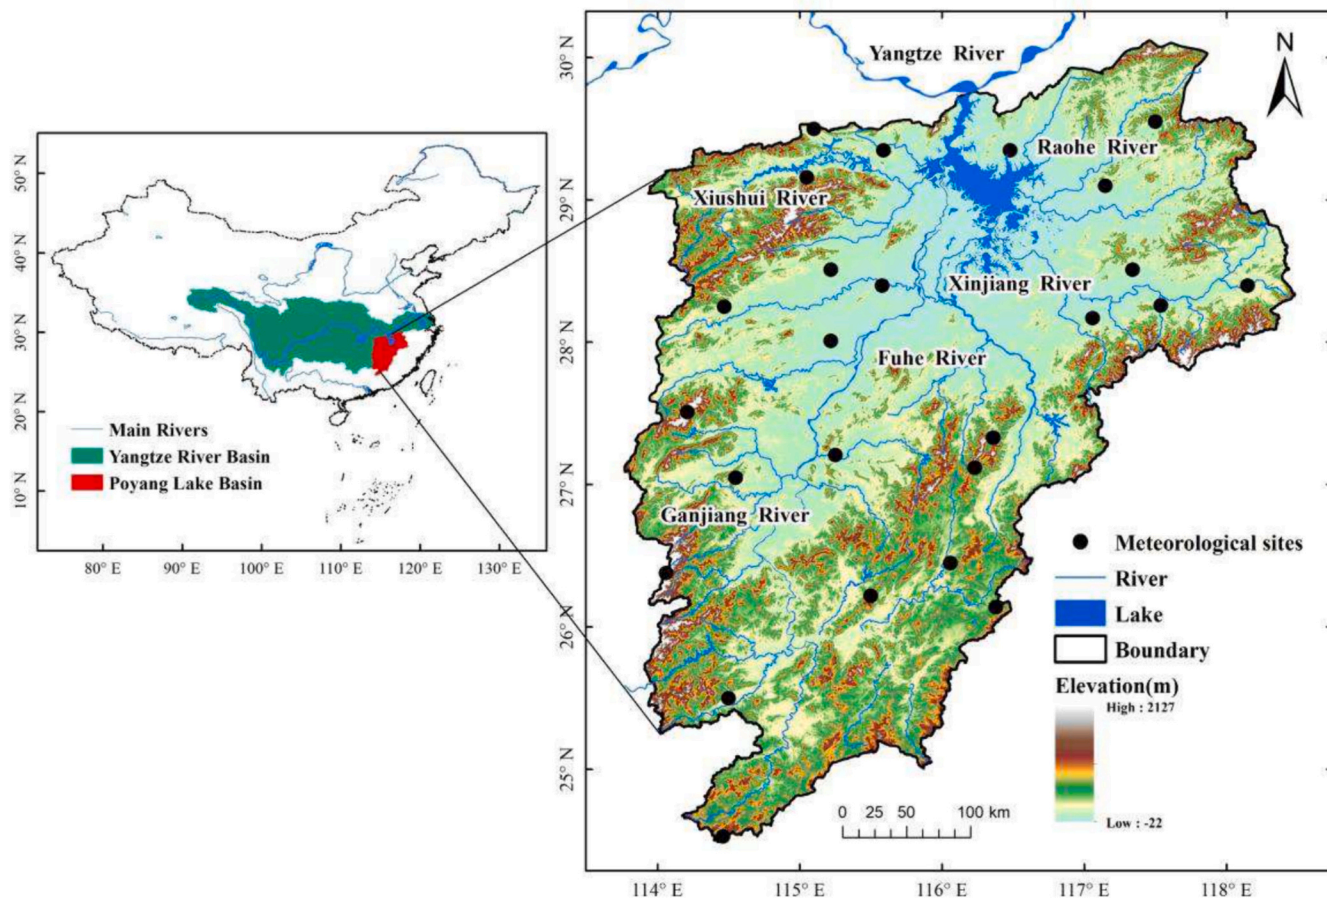 50° N
40° N
30° N
20° N
10° N
80° E
90° E
100° E
110° E
120° E
130° E
Main Rivers
Yangtze River Basin
Poyang Lake Basin
30° N
29° N
28° N
27° N
26° N
25° N
114° E
115° E
116° E
117° E
118° E
Yangtze River
N
Raohe River
Xiushui River
Xinjiang River
Fuhe River
Ganjiang River
Meteorological sites
River
Lake
Boundary
Elevation(m)
High : 2127
Low : -22
0 25 50 100 km